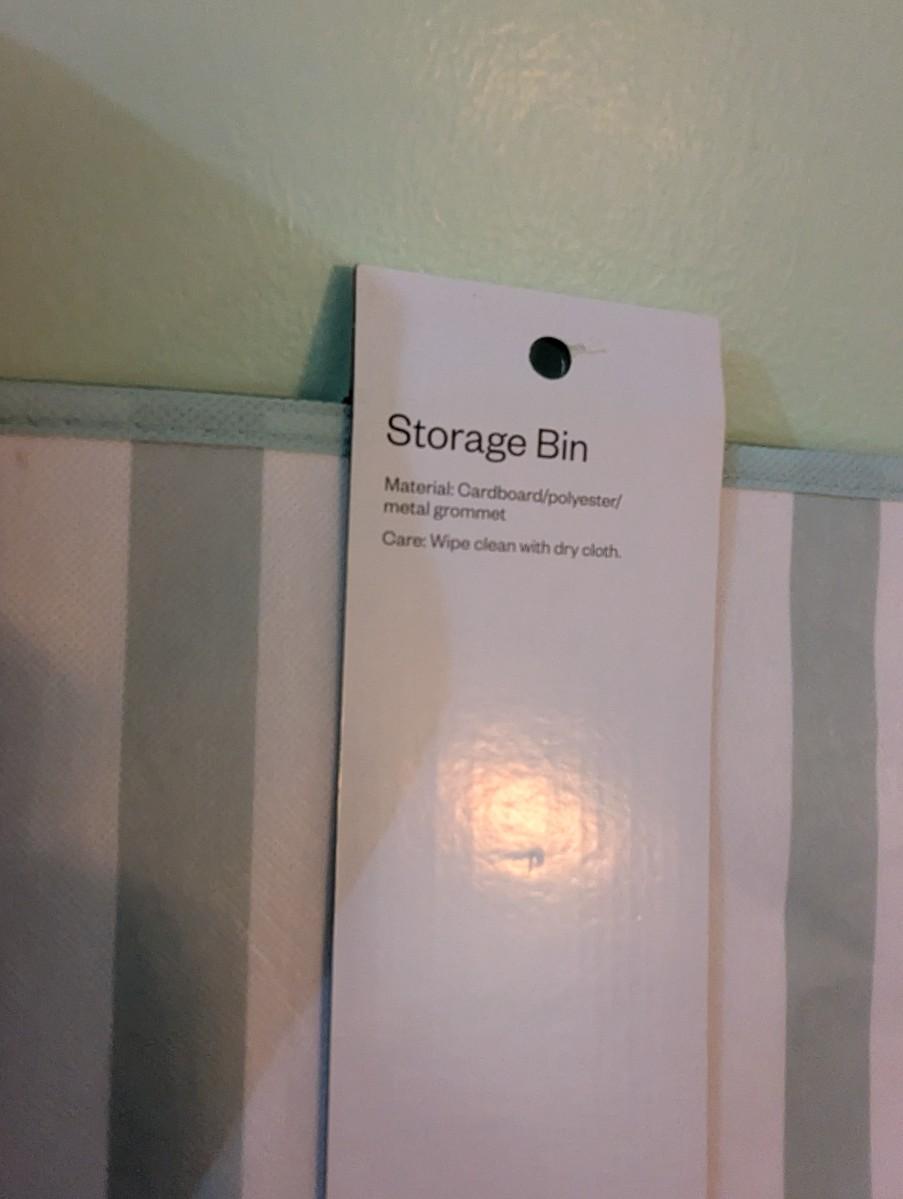 Storage Bin
Material: Cardboard/polyester/
metal grommet
Care: Wipe clean with dry cloth.